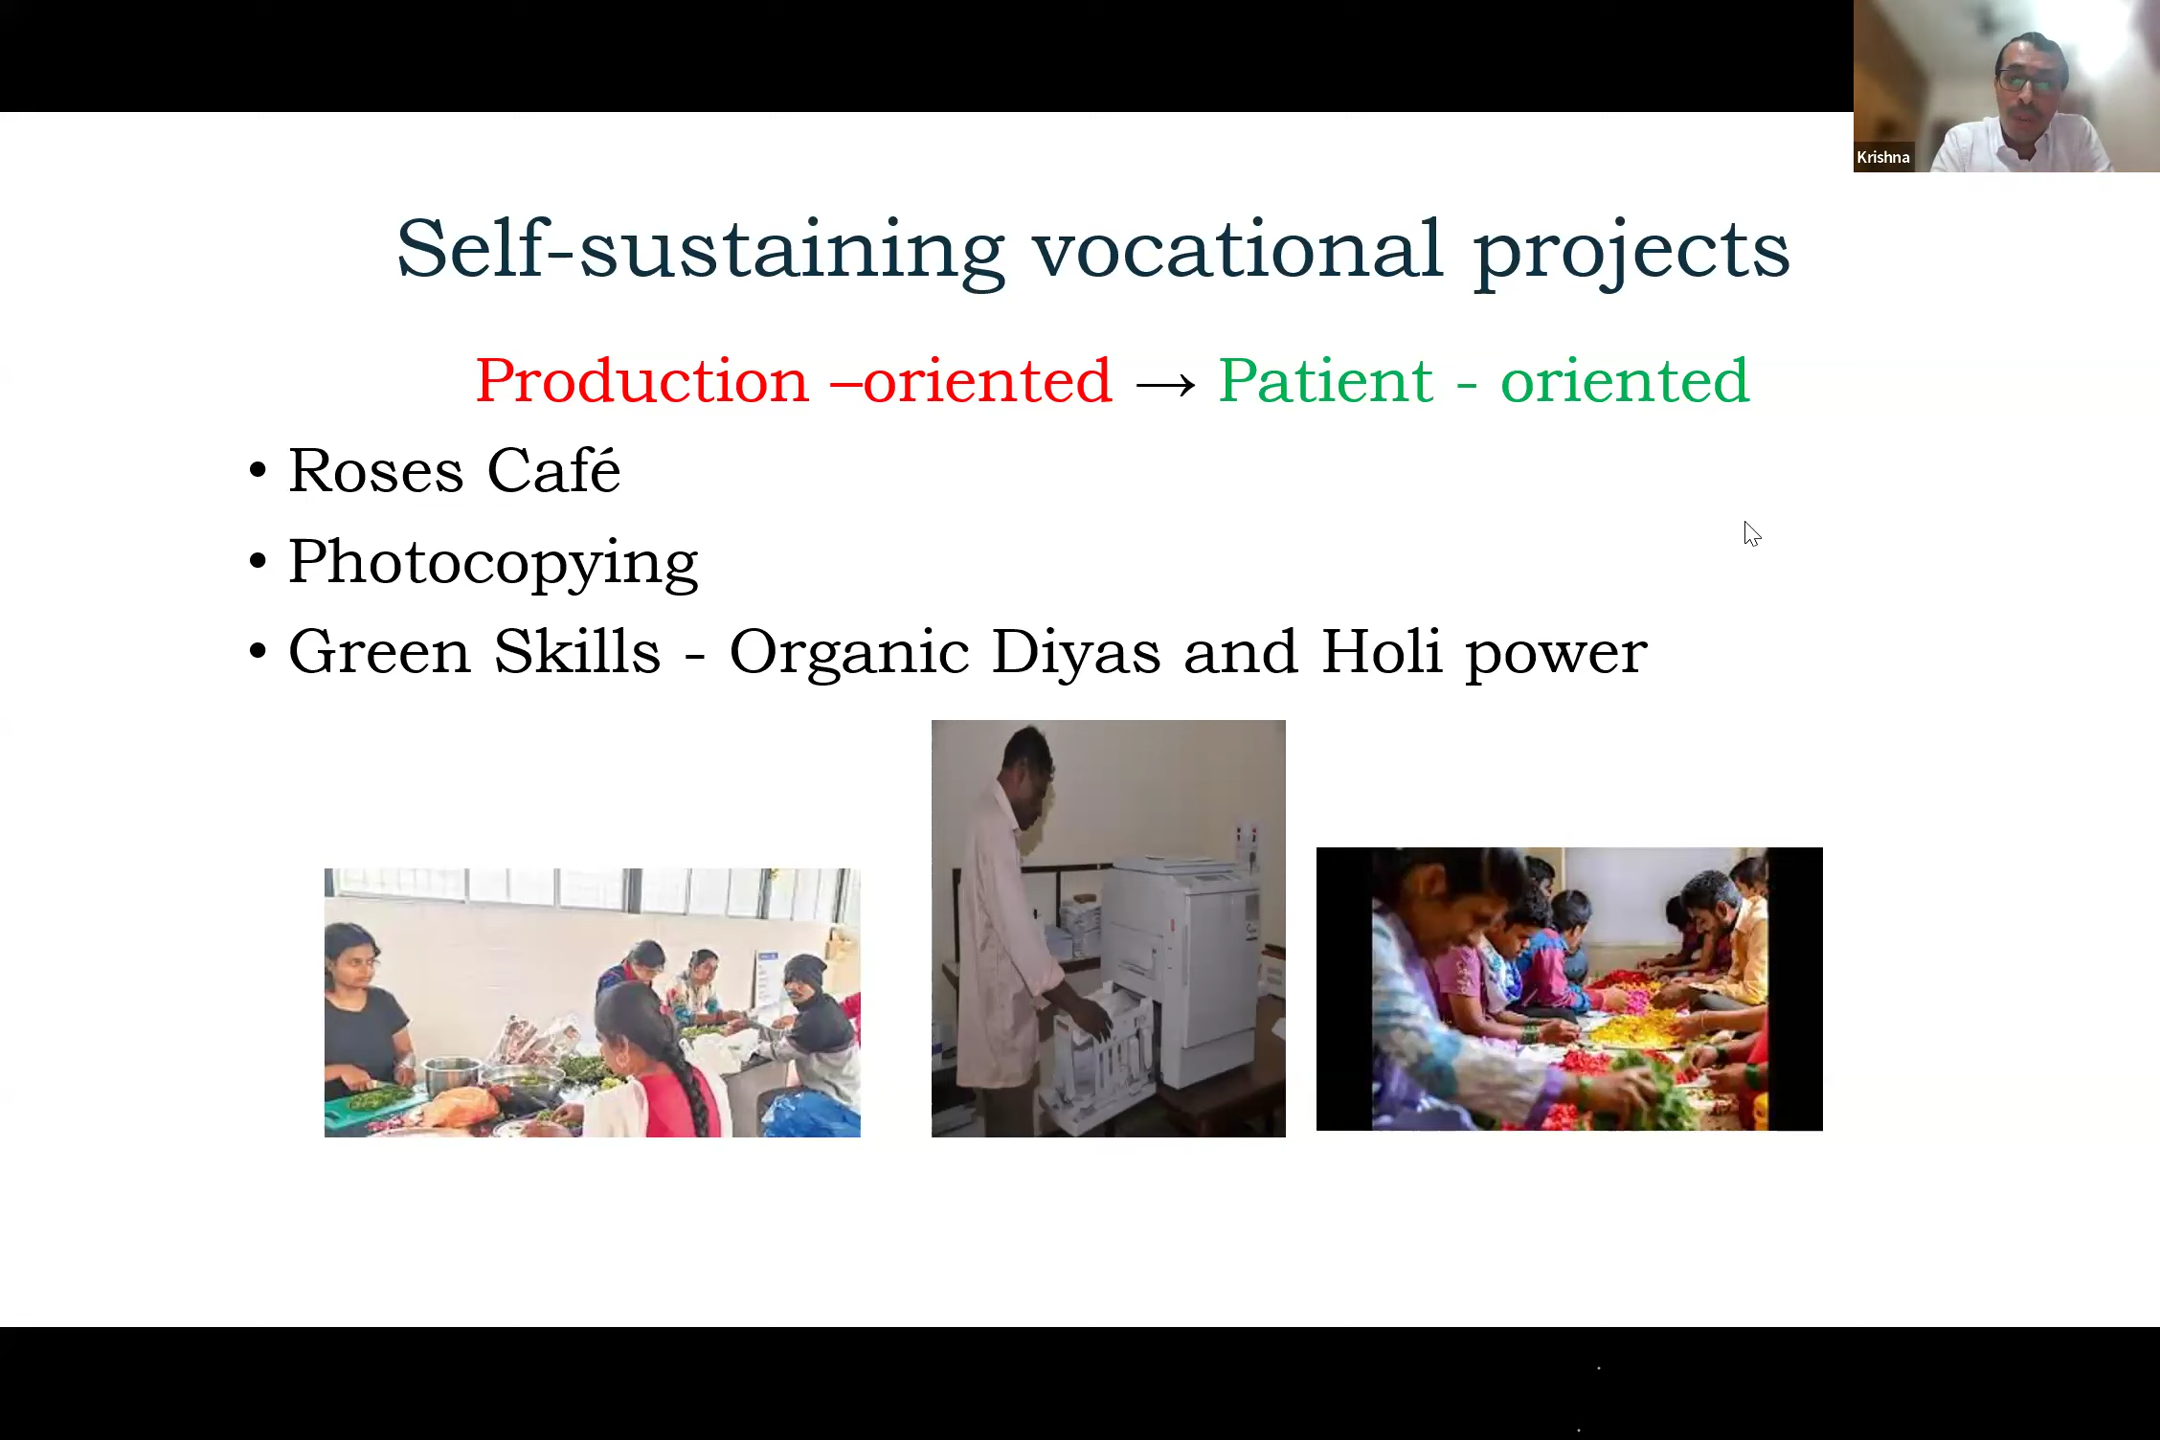 Krishna
Self-sustaining vocational projects
Production –oriented → Patient - oriented
• Roses Café
• Photocopying
• Green Skills - Organic Diyas and Holi power